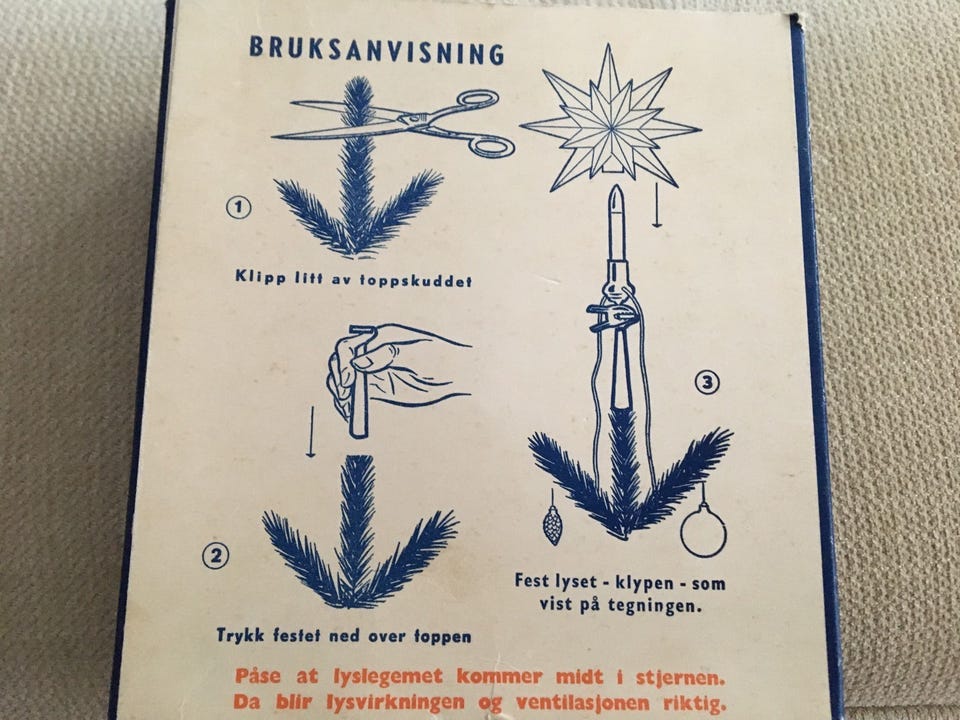 BRUKSANVISNING
1
Klipp litt av toppskuddet
2
Trykk festet ned over toppen
3
Fest lyset - klypen - som
vist på tegningen.
Påse at lyslegemet kommer midt i stjernen.
Da blir lysvirkningen og ventilasjonen riktig.